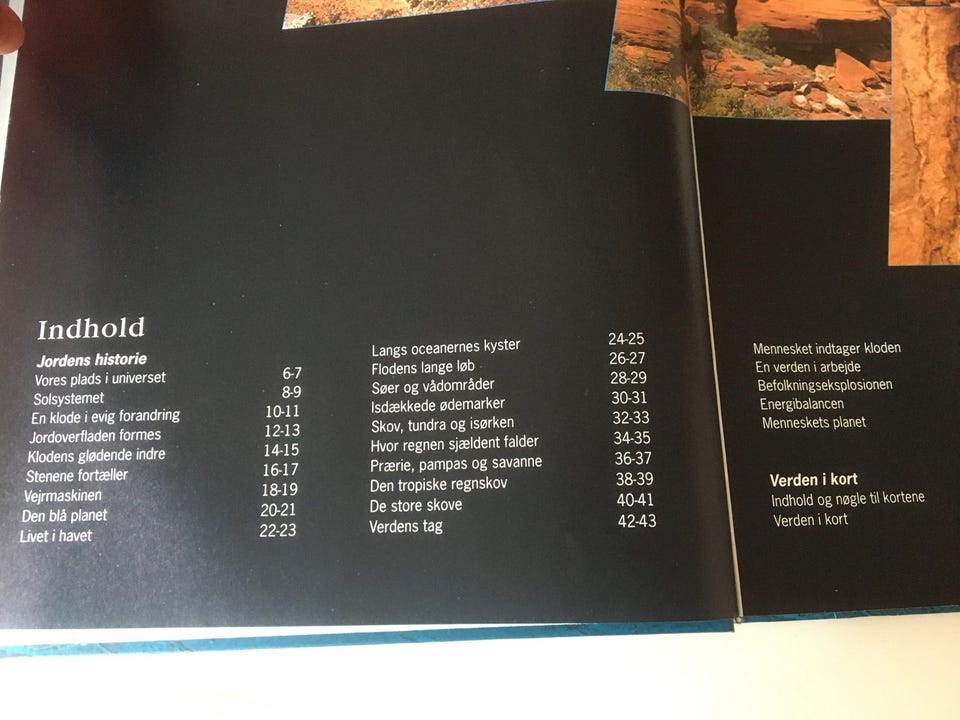 Indhold
Jordens historie
Vores plads i universet 6-7
Solsystemet 8-9
En klode i evig forandring 10-11
Jordoverfladen formes 12-13
Klodens glødende indre 14-15
Stenene fortæller 16-17
Vejrmaskinen 18-19
Den blå planet 20-21
Livet i havet 22-23
Langs oceanernes kyster 24-25
Flodens lange løb 26-27
Søer og vådområder 28-29
Isdækkede ødemarker 30-31
Skov, tundra og isørken 32-33
Hvor regnen sjældent falder 34-35
Prærie, pampas og savanne 36-37
Den tropiske regnskov 38-39
De store skove 40-41
Verdens tag 42-43
Mennesket indtager kloden
En verden i arbejde
Befolkningseksplosionen
Energibalancen
Menneskets planet
Verden i kort
Indhold og nøgle til kortene
Verden i kort